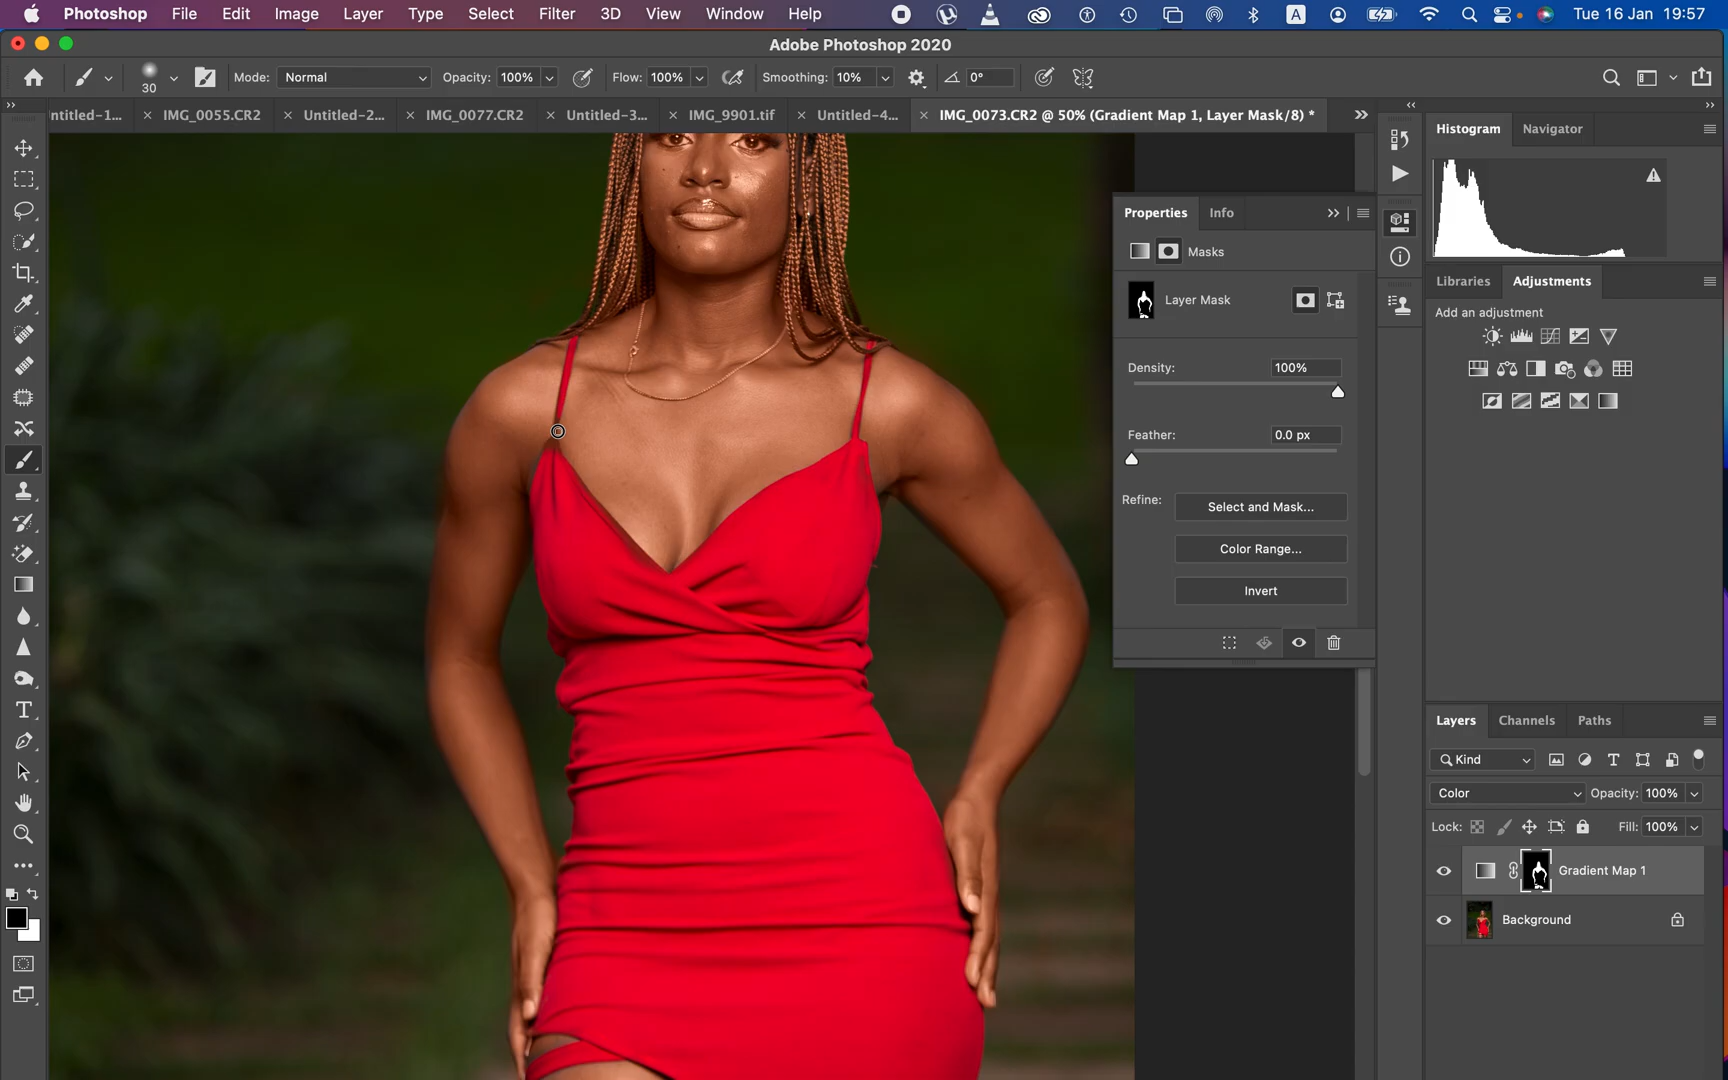 Photoshop File Edit Image Layer Type Select Filter 3D View Window Help A Tue 16 Jan 19:57
Adobe Photoshop 2020
30 Mode: Normal Opacity: 100% Flow: 100% Smoothing: 10% 0°
ntitled-1... IMG_0055.CR2 Untitled-2... IMG_0077.CR2 Untitled-3... IMG_9901.tif Untitled-4... IMG_0073.CR2 @ 50% (Gradient Map 1, Layer Mask/8) *
Histogram Navigator
Properties Info
Masks
Layer Mask
Density: 100%
Feather: 0.0 px
Refine: Select and Mask...
Color Range...
Invert
Libraries Adjustments
Add an adjustment
Layers Channels Paths
Kind
Color Opacity: 100%
Lock: Fill: 100%
Gradient Map 1
Background